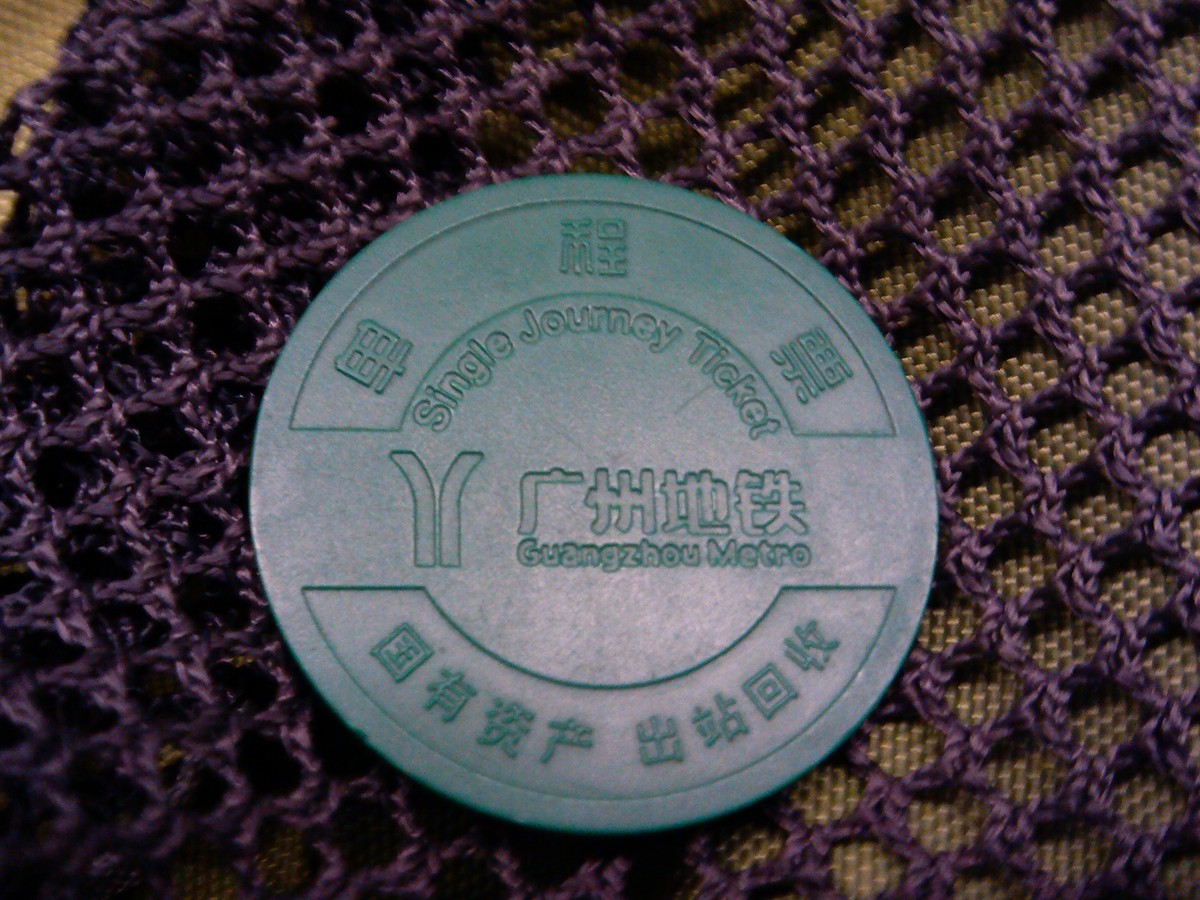 单程票
Single Journey Ticket
广州地铁
Guangzhou Metro
国有资产 出站回收